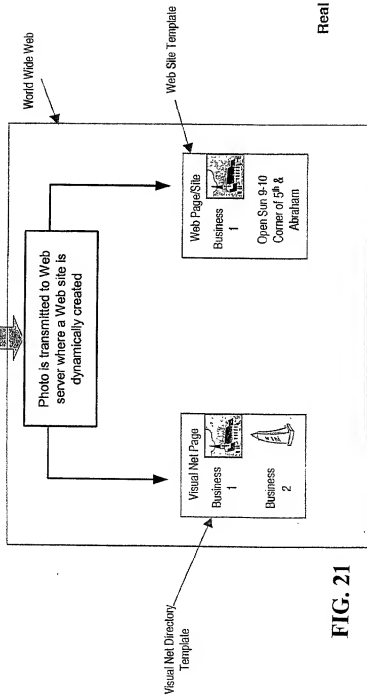 World Wide Web
Photo is transmitted to Web
server where a Web site is
dynamically created
Visual Net Directory
Template
Visual Net Page
Business
1
Business
2
Web Site Template
Web Page/Site
Business
1
Open Sun 9-10
Corner of 5th &
Abraham
FIG. 21
Real